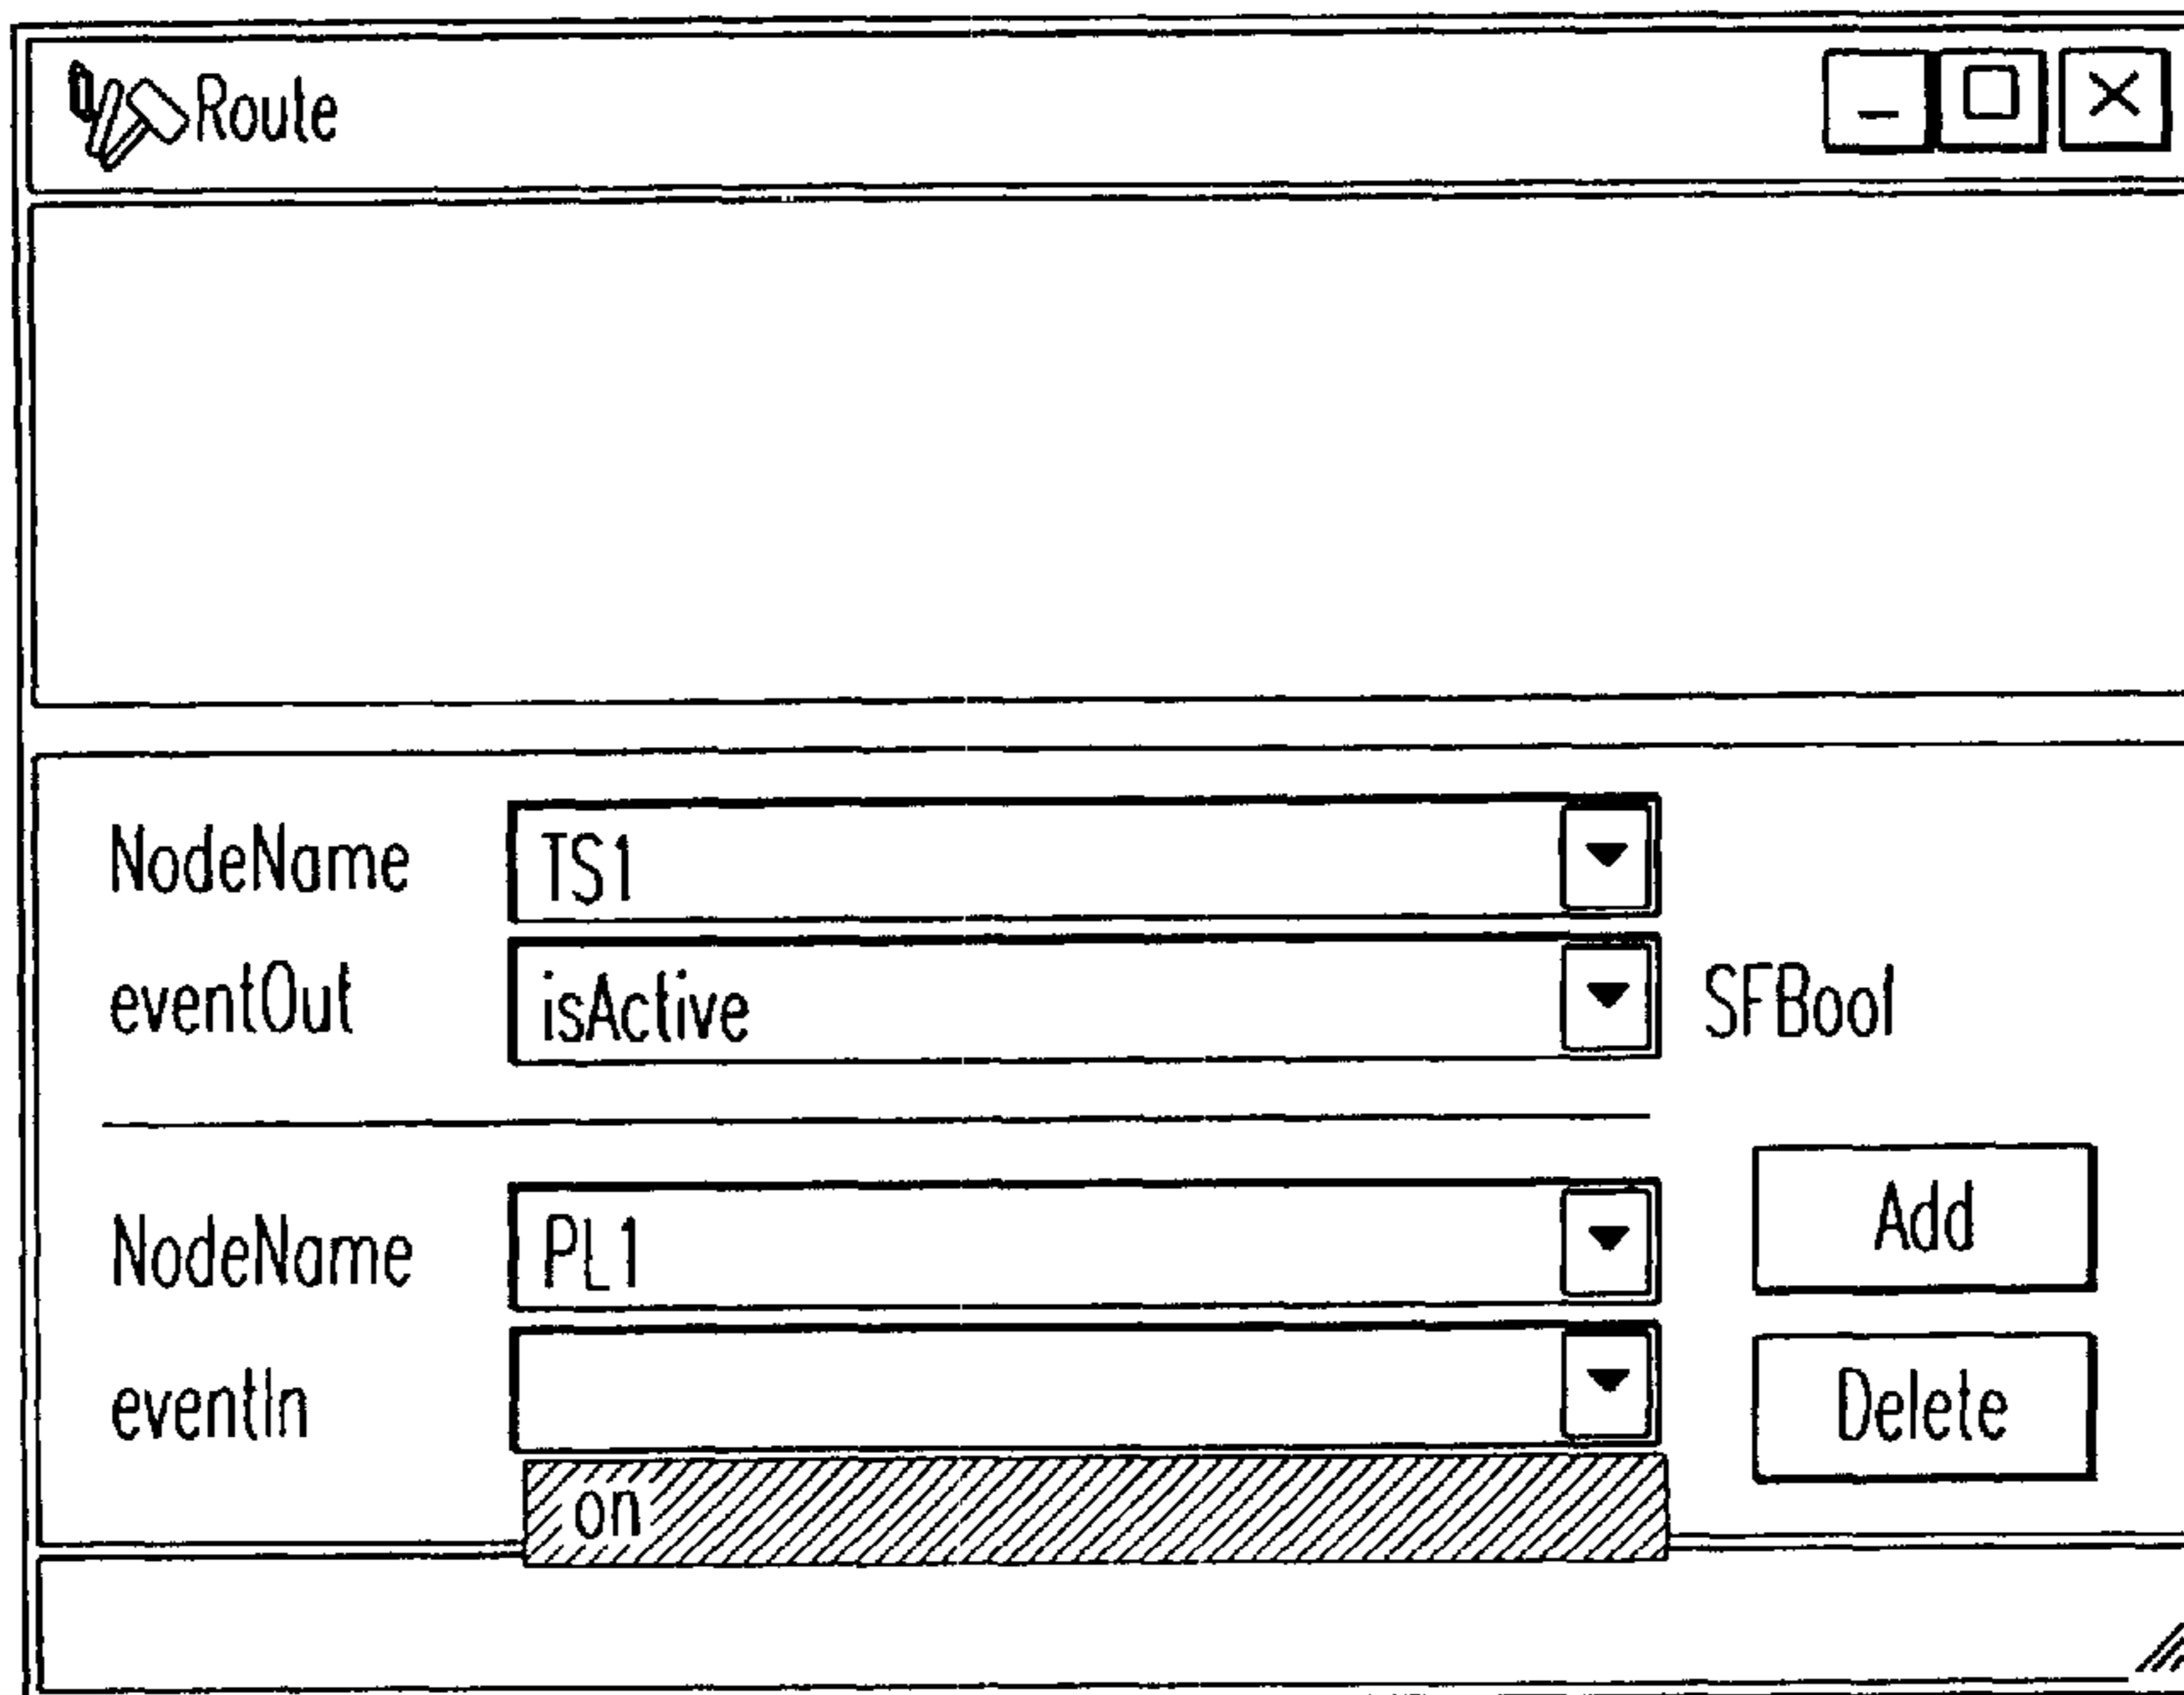 Route
NodeName TS1
eventOut isActive SFBool
NodeName PL1 Add
eventIn Delete
on